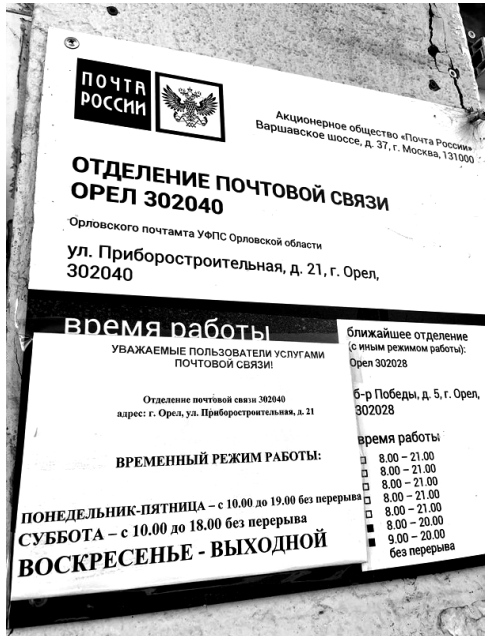 ПОЧТА
РОССИИ
Акционерное общество «Почта России»
Варшавское шоссе, д. 37, г. Москва, 131000
ОТДЕЛЕНИЕ ПОЧТОВОЙ СВЯЗИ
ОРЕЛ 302040
Орловского почтамта УФПС Орловской области
ул. Приборостроительная, д. 21, г. Орел,
302040
время работы
УВАЖАЕМЫЕ ПОЛЬЗОВАТЕЛИ УСЛУГАМИ
ПОЧТОВОЙ СВЯЗИ!
Отделение почтовой связи 302040
адрес: г. Орел, ул. Приборостроительная, д. 21
ВРЕМЕННЫЙ РЕЖИМ РАБОТЫ:
ПОНЕДЕЛЬНИК-ПЯТНИЦА – с 10.00 до 19.00 без перерыва
СУББОТА – с 10.00 до 18.00 без перерыва
ВОСКРЕСЕНЬЕ - ВЫХОДНОЙ
ближайшее отделение
(с иным режимом работы):
Орел 302028
б-р Победы, д. 5, г. Орел,
302028
время работы
8.00 – 21.00
8.00 – 21.00
8.00 – 21.00
8.00 – 21.00
8.00 – 21.00
8.00 – 20.00
9.00 – 20.00
без перерыва